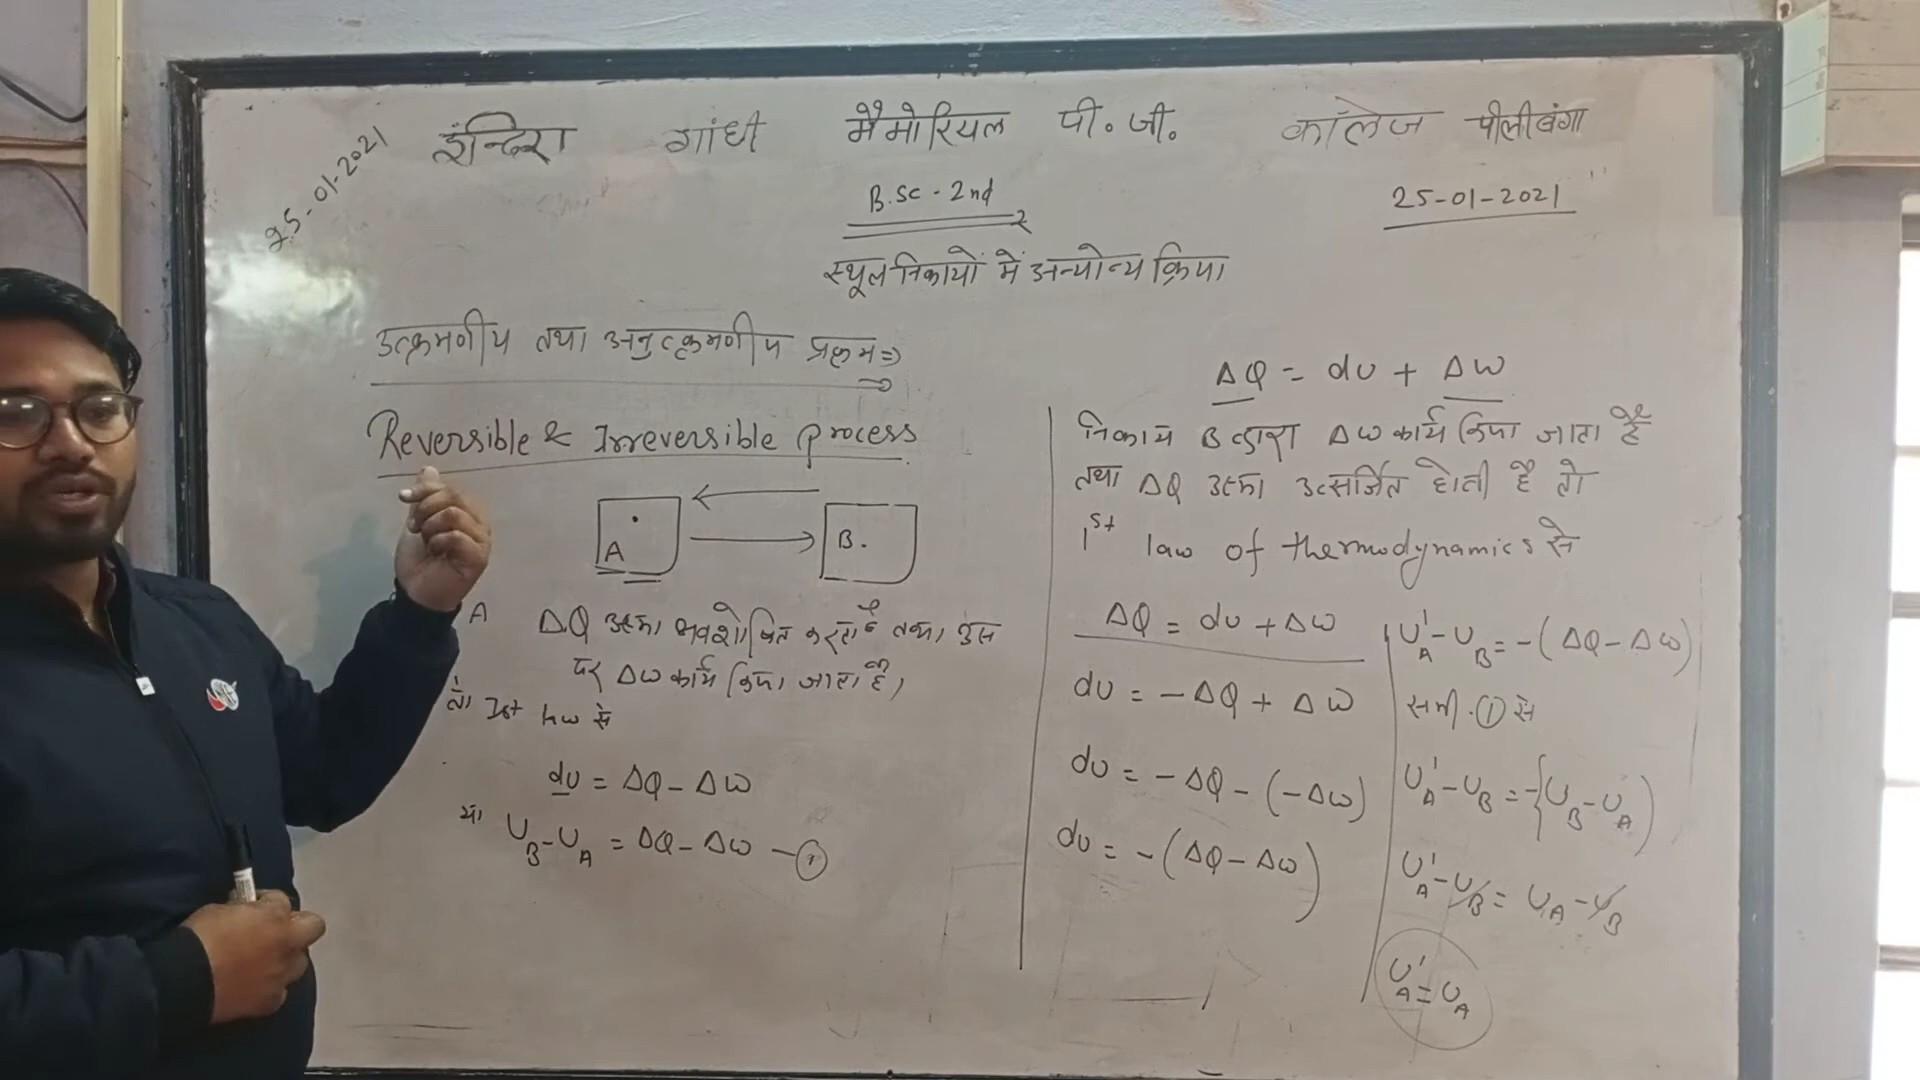 इन्दिरा गांधी मैमोरियल पी. जी. कॉलेज पीलीबंगा
25-01-2021
B.Sc - 2nd
25-01-2021
स्थूल निकायों में अन्योन्य क्रिया
उत्क्रमणीय तथा अनुत्क्रमणीय प्रक्रम ⇒
Reversible & Irreversible process
A
B.
A ΔQ ऊष्मा अवशोषित करता है तथा उस
पर Δw कार्य किया जाता है,
तो Ist law से
du = ΔQ - Δw
या U_B - U_A = ΔQ - Δw - ①
ΔQ = du + Δw
निकाय B द्वारा Δw कार्य किया जाता है
तथा ΔQ ऊष्मा उत्सर्जित होती है तो
1st law of thermodynamics से
ΔQ = du + Δw
du = - ΔQ + Δw
du = - ΔQ - (-Δw)
du = - (ΔQ - Δw)
U'_A - U_B = - (ΔQ - Δw)
समी. ① से
U'_A - U_B = -{U_B - U_A)
U'_A - U_B = U_A - U_B
U'_A = U_A